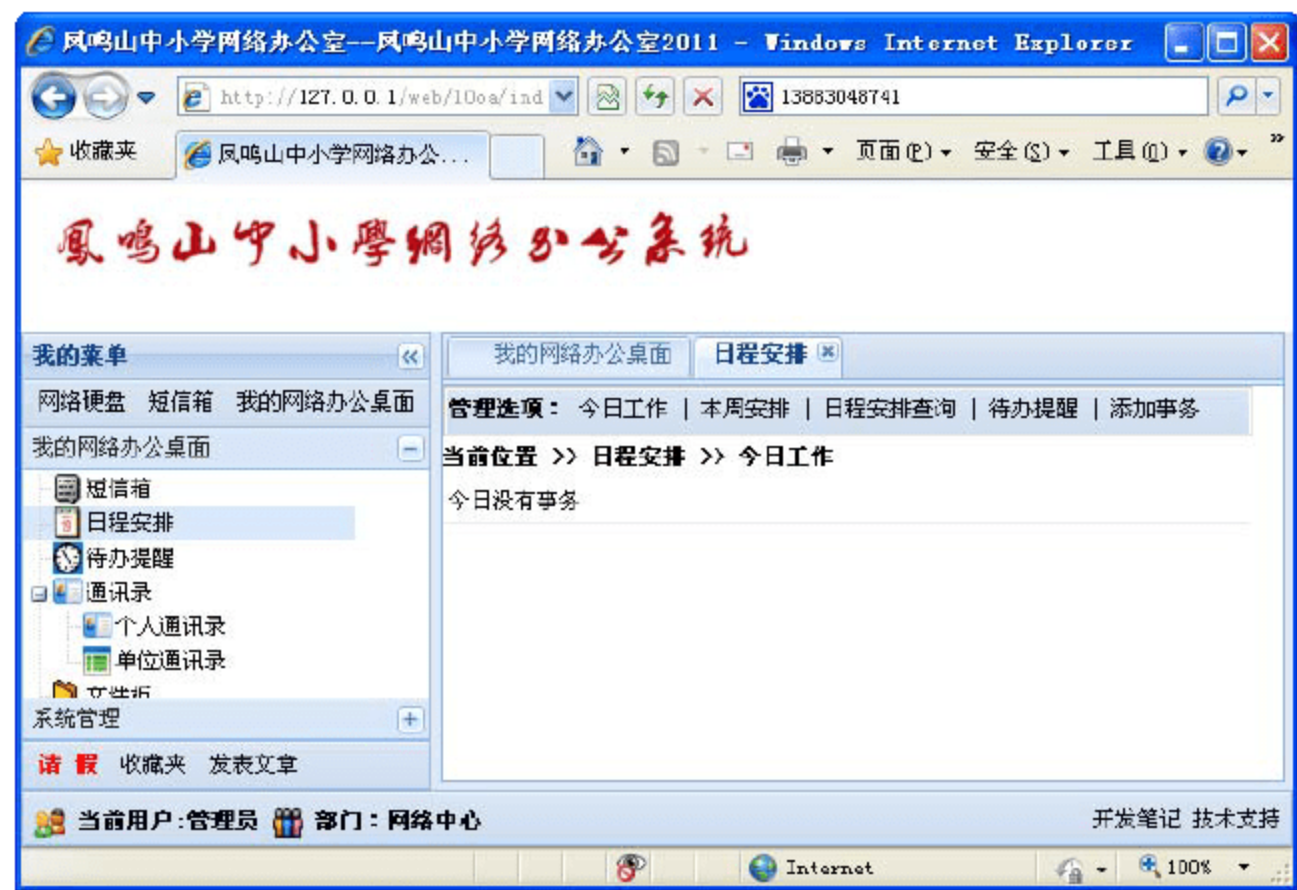 凤鸣山中小学网络办公室--凤鸣山中小学网络办公室2011 - Windows Internet Explorer
http://127.0.0.1/web/10oa/ind 13883048741
收藏夹 凤鸣山中小学网络办公... 页面(P) 安全(S) 工具(O) »
鳳鸣山中小學網络办公系统
我的菜单 « 我的网络办公桌面 日程安排
网络硬盘 短信箱 我的网络办公桌面
管理选项： 今日工作 | 本周安排 | 日程安排查询 | 待办提醒 | 添加事务
我的网络办公桌面
当前位置 >> 日程安排 >> 今日工作
短信箱
今日没有事务
日程安排
待办提醒
通讯录
个人通讯录
单位通讯录
文件柜
系统管理
请 假 收藏夹 发表文章
当前用户:管理员 部门：网络中心 开发笔记 技术支持
Internet 100%